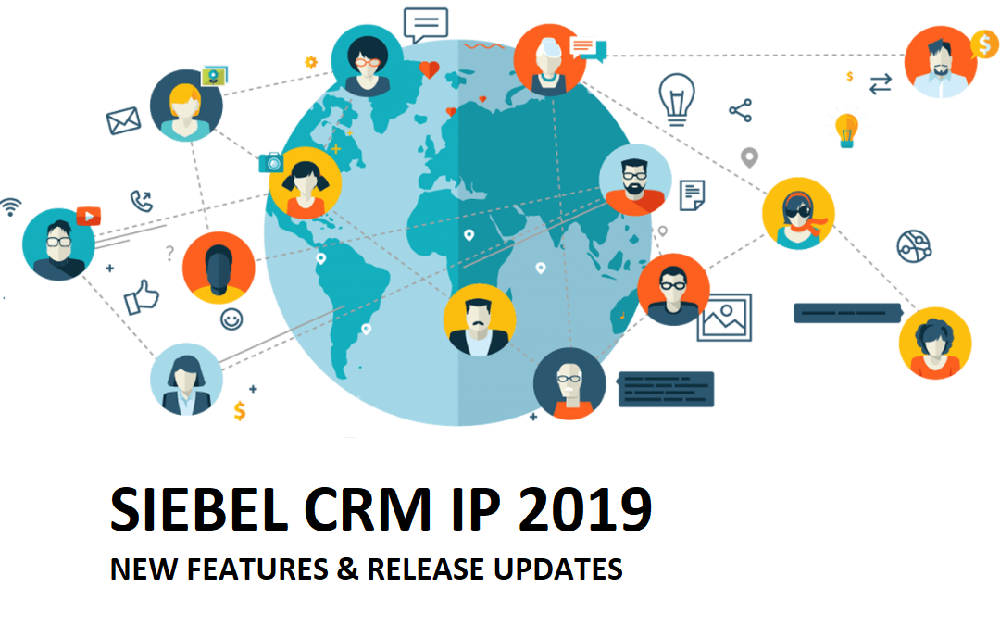 SIEBEL CRM IP 2019
NEW FEATURES & RELEASE UPDATES